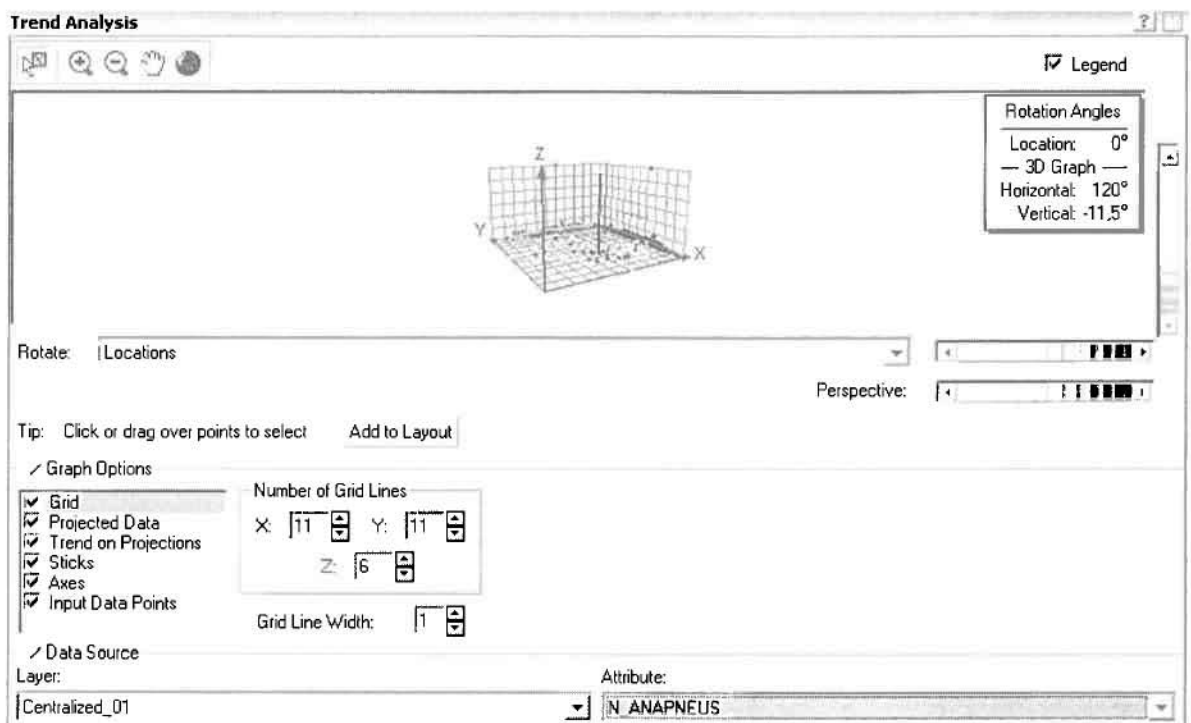 Trend Analysis
?
Legend
Rotation Angles
Location: 0°
— 3D Graph —
Horizontal: 120°
Vertical: -11,5°
Z
Y
X
Rotate: Locations
Perspective:
Tip: Click or drag over points to select Add to Layout
Graph Options
Grid
Projected Data
Trend on Projections
Sticks
Axes
Input Data Points
Number of Grid Lines
X: 11 Y: 11
Z: 6
Grid Line Width: 1
Data Source
Layer: Attribute:
Centralized_01 N_ANAPNEUS